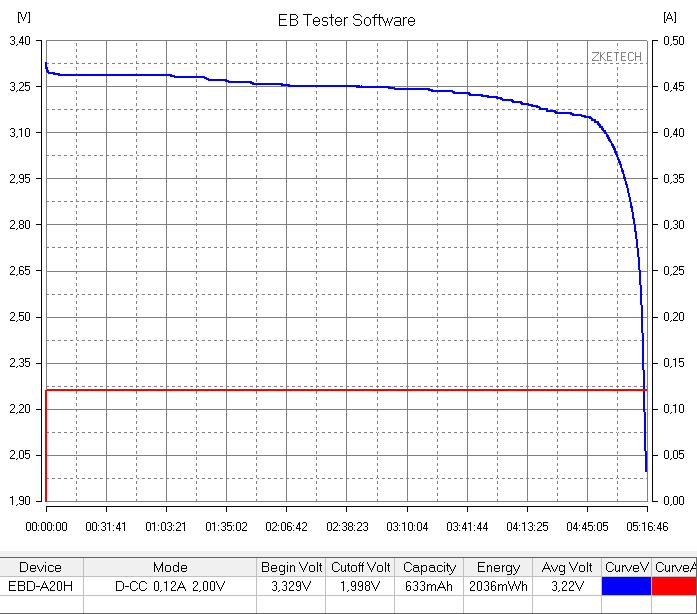 EB Tester Software
[V] [A]
ZKETECH
3,40 0,50
3,25 0,45
3,10 0,40
2,95 0,35
2,80 0,30
2,65 0,25
2,50 0,20
2,35 0,15
2,20 0,10
2,05 0,05
1,90 0,00
00:00:00 00:31:41 01:03:21 01:35:02 02:06:42 02:38:23 03:10:04 03:41:44 04:13:25 04:45:05 05:16:46
Device Mode Begin Volt Cutoff Volt Capacity Energy Avg Volt CurveV CurveA
EBD-A20H D-CC 0,12A 2,00V 3,329V 1,998V 633mAh 2036mWh 3,22V